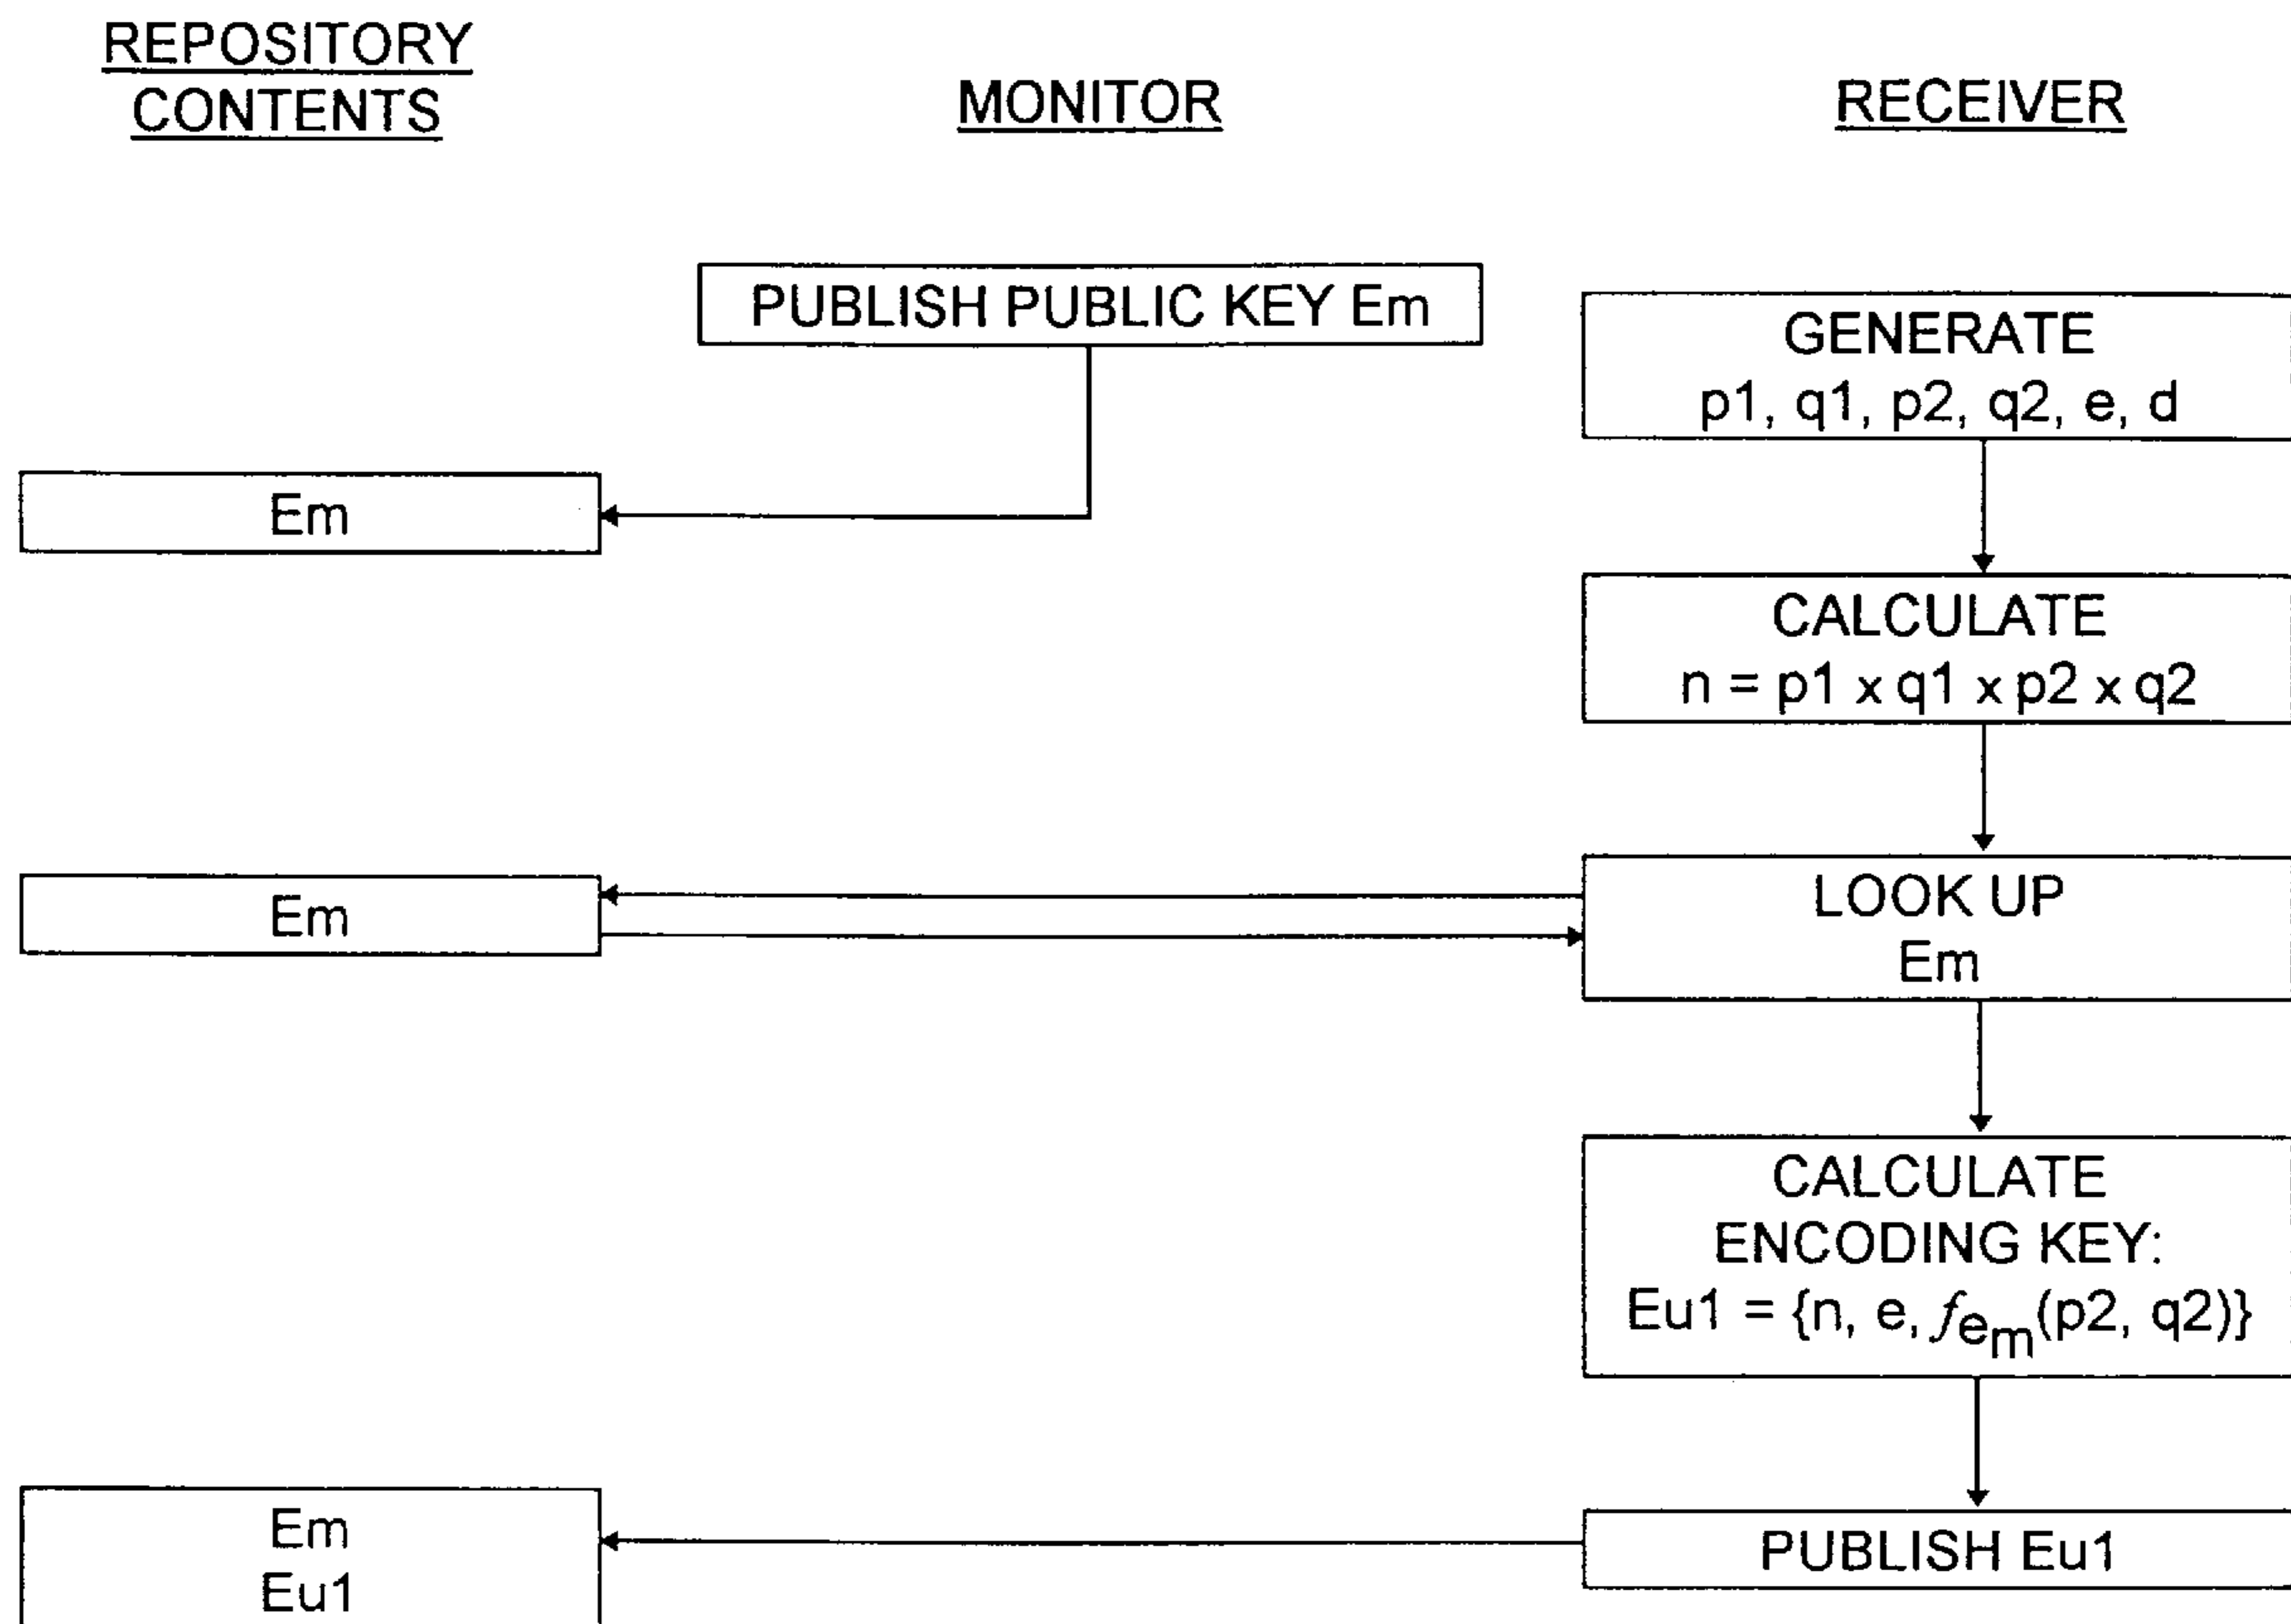 REPOSITORY
CONTENTS
MONITOR
RECEIVER
PUBLISH PUBLIC KEY Em
GENERATE
p1, q1, p2, q2, e, d
Em
CALCULATE
n = p1 x q1 x p2 x q2
Em
LOOK UP
Em
CALCULATE
ENCODING KEY:
Eu1 = {n, e, fem(p2, q2)}
Em
Eu1
PUBLISH Eu1